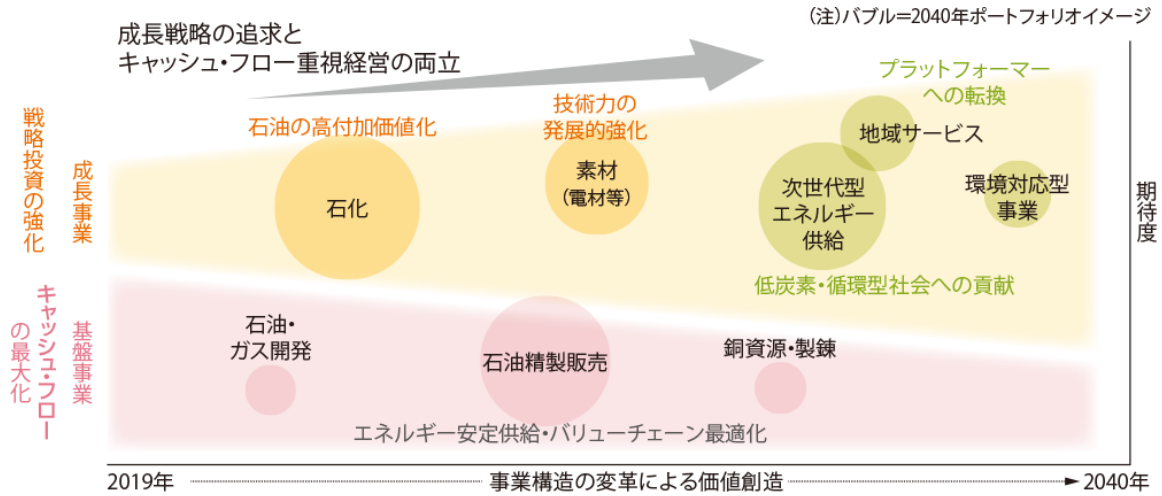 (注)バブル=2040年ポートフォリオイメージ
成長戦略の追求と
キャッシュ・フロー重視経営の両立
プラットフォーマー
への転換
技術力の
発展的強化
石油の高付加価値化
地域サービス
戦略投資の強化
成長事業
石化
素材
(電材等)
次世代型
エネルギー
供給
環境対応型
事業
期待度
低炭素・循環型社会への貢献
キャッシュ・フロー
の最大化
基盤事業
石油・
ガス開発
石油精製販売
銅資源・製錬
エネルギー安定供給・バリューチェーン最適化
2019年
事業構造の変革による価値創造
2040年